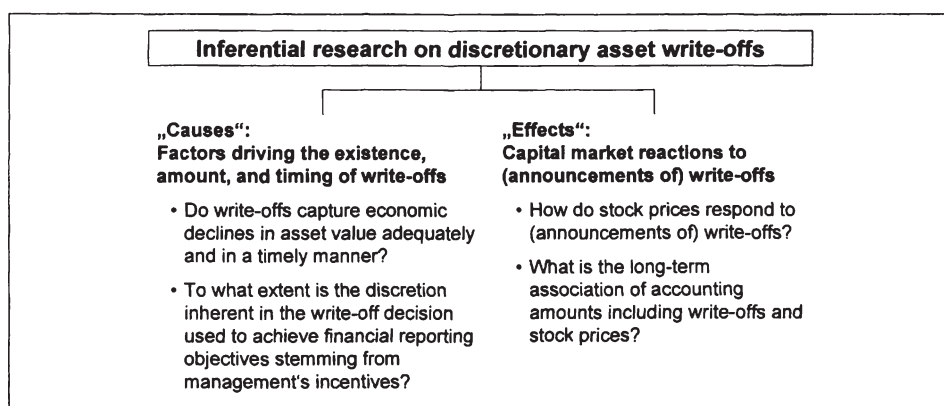 Inferential research on discretionary asset write-offs
„Causes“:
Factors driving the existence,
amount, and timing of write-offs
• Do write-offs capture economic
declines in asset value adequately
and in a timely manner?
• To what extent is the discretion
inherent in the write-off decision
used to achieve financial reporting
objectives stemming from
management's incentives?
„Effects“:
Capital market reactions to
(announcements of) write-offs
• How do stock prices respond to
(announcements of) write-offs?
• What is the long-term
association of accounting
amounts including write-offs and
stock prices?